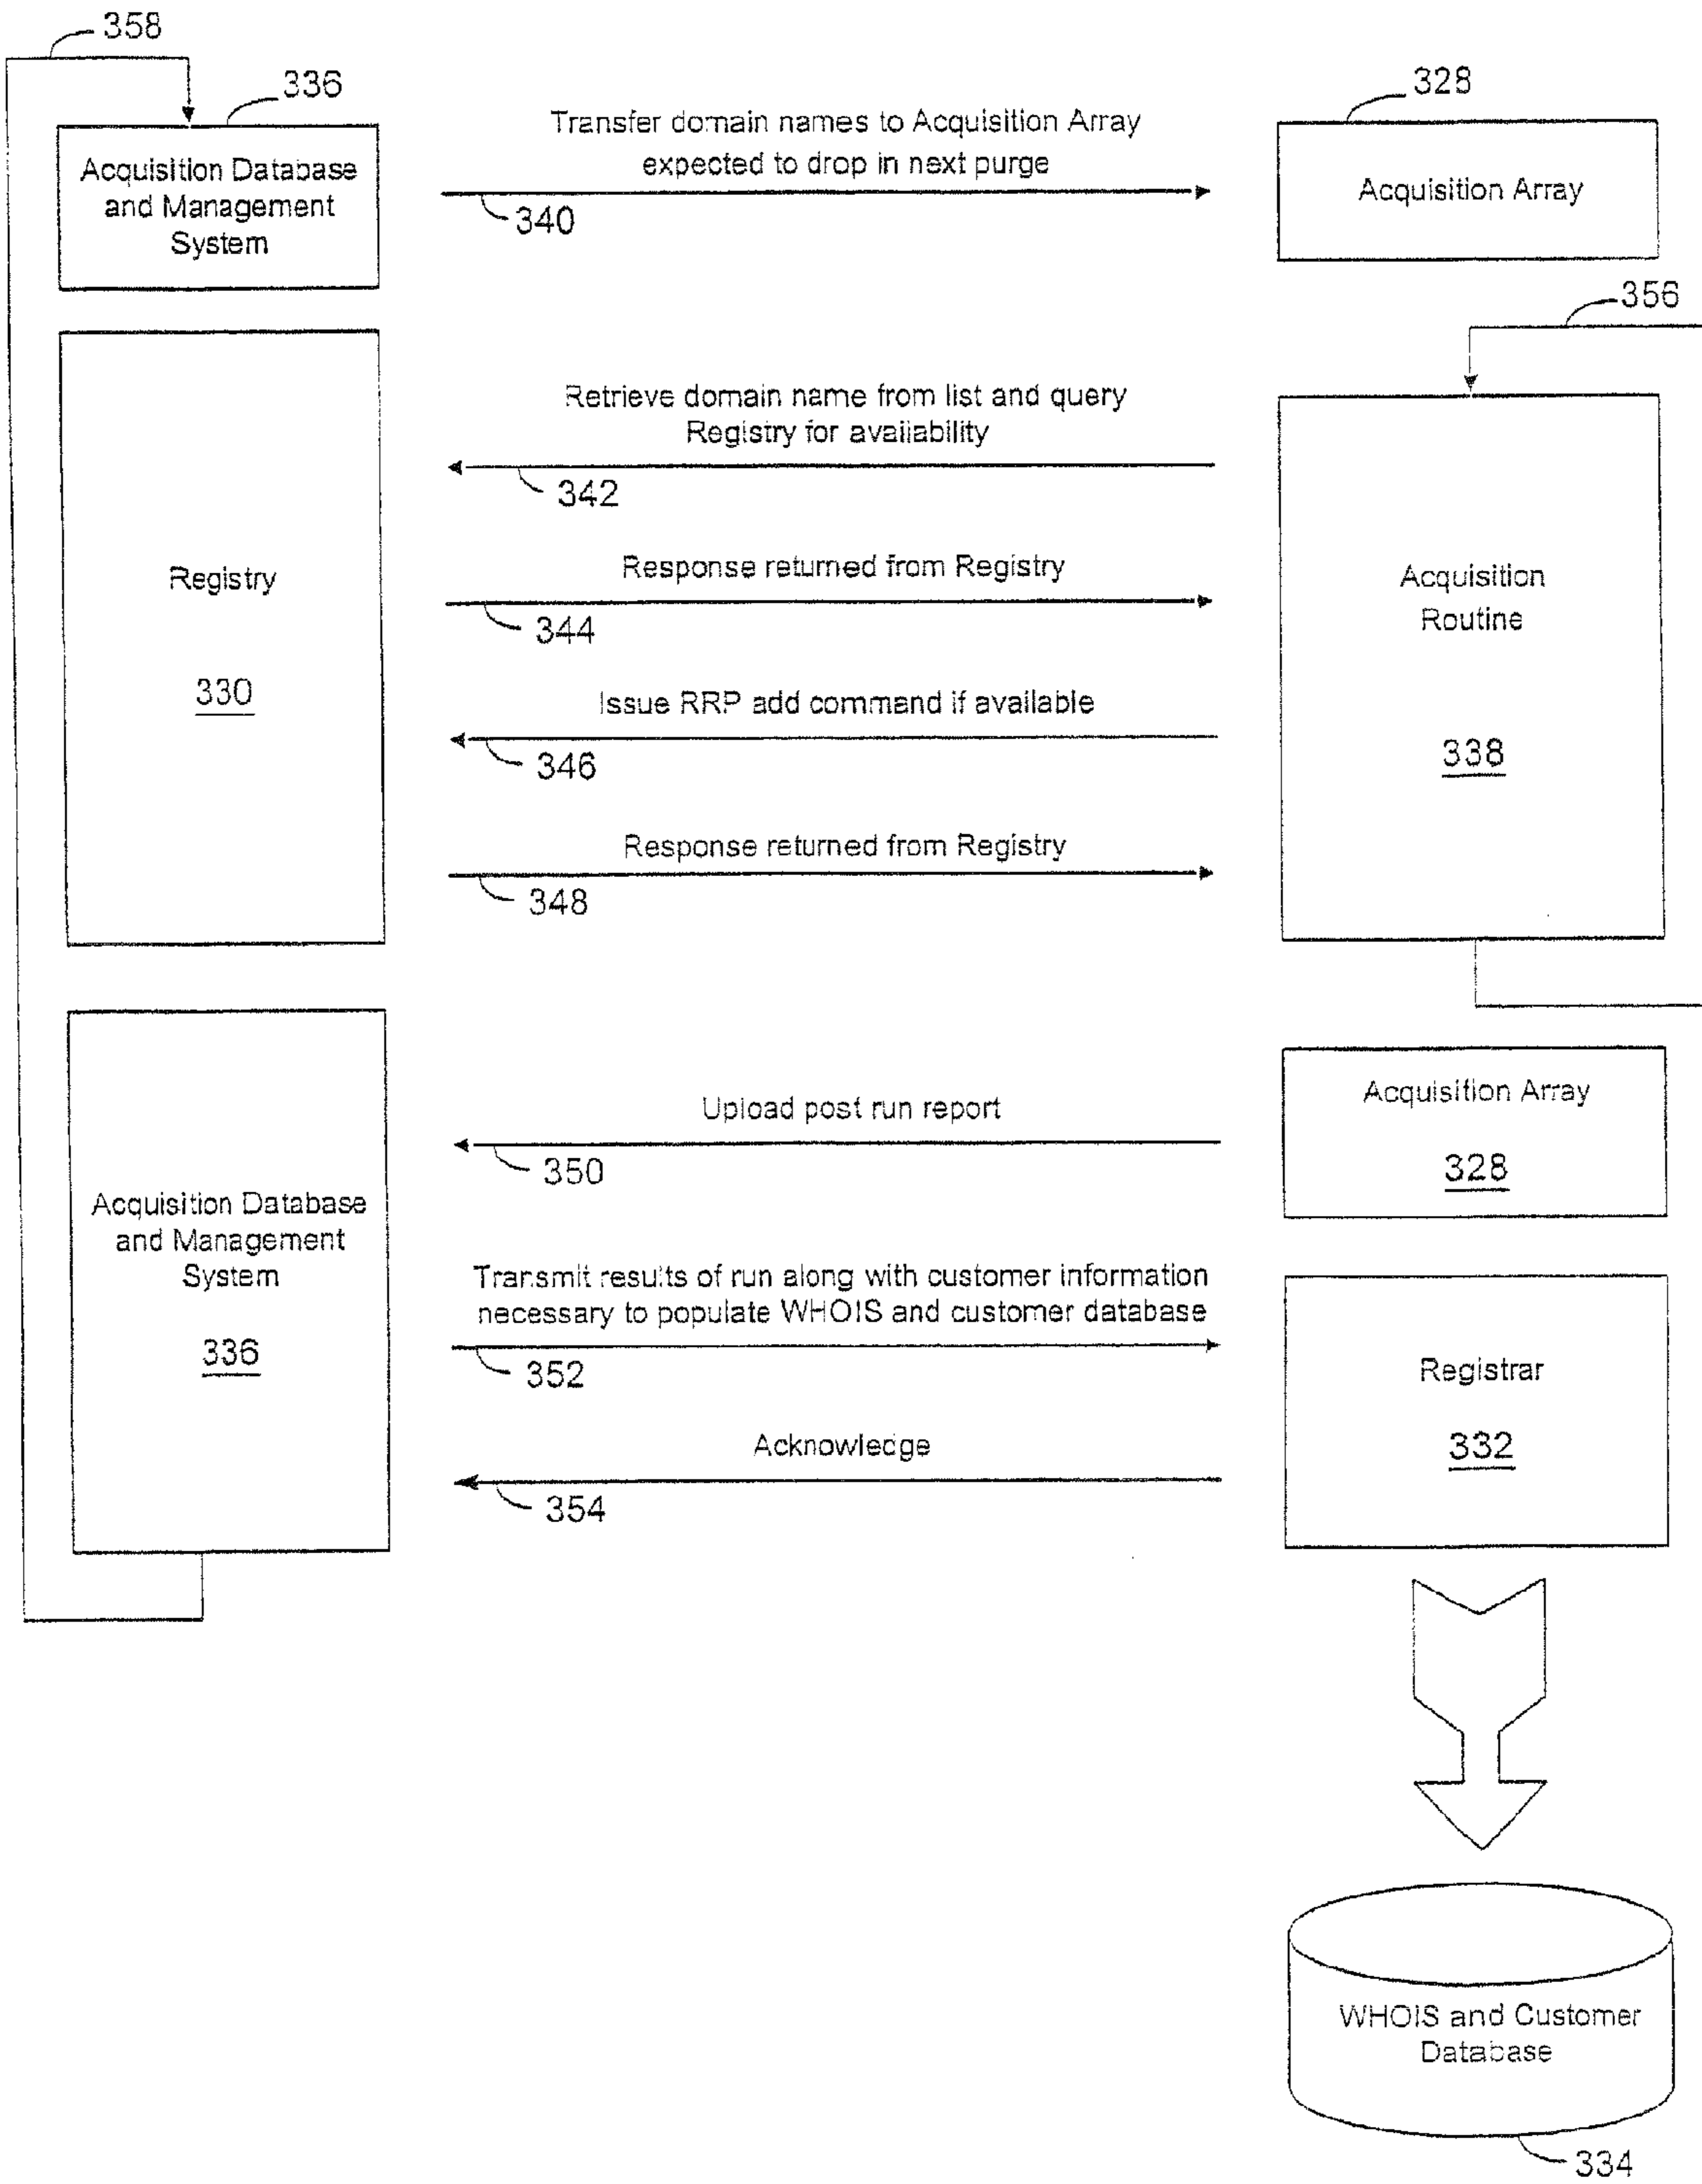 358
336
328
Acquisition Database
and Management
System
Transfer domain names to Acquisition Array
expected to drop in next purge
340
Acquisition Array
356
Registry
330
Retrieve domain name from list and query
Registry for availability
342
Response returned from Registry
344
Issue RRP add command if available
346
Response returned from Registry
348
Acquisition
Routine
338
Acquisition Database
and Management
System
336
Upload post run report
350
Acquisition Array
328
Transmit results of run along with customer information
necessary to populate WHOIS and customer database
352
Acknowledge
354
Registrar
332
WHOIS and Customer
Database
334